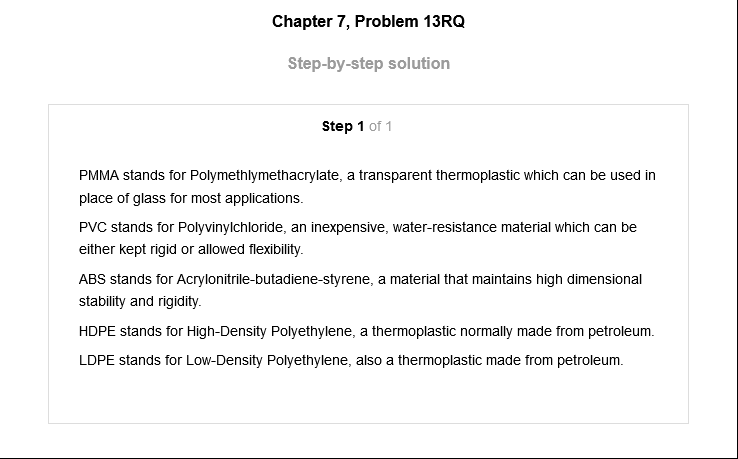 Chapter 7, Problem 13RQ
Step-by-step solution
Step 1 of 1
PMMA stands for Polymethlymethacrylate, a transparent thermoplastic which can be used in
place of glass for most applications.
PVC stands for Polyvinylchloride, an inexpensive, water-resistance material which can be
either kept rigid or allowed flexibility.
ABS stands for Acrylonitrile-butadiene-styrene, a material that maintains high dimensional
stability and rigidity.
HDPE stands for High-Density Polyethylene, a thermoplastic normally made from petroleum.
LDPE stands for Low-Density Polyethylene, also a thermoplastic made from petroleum.